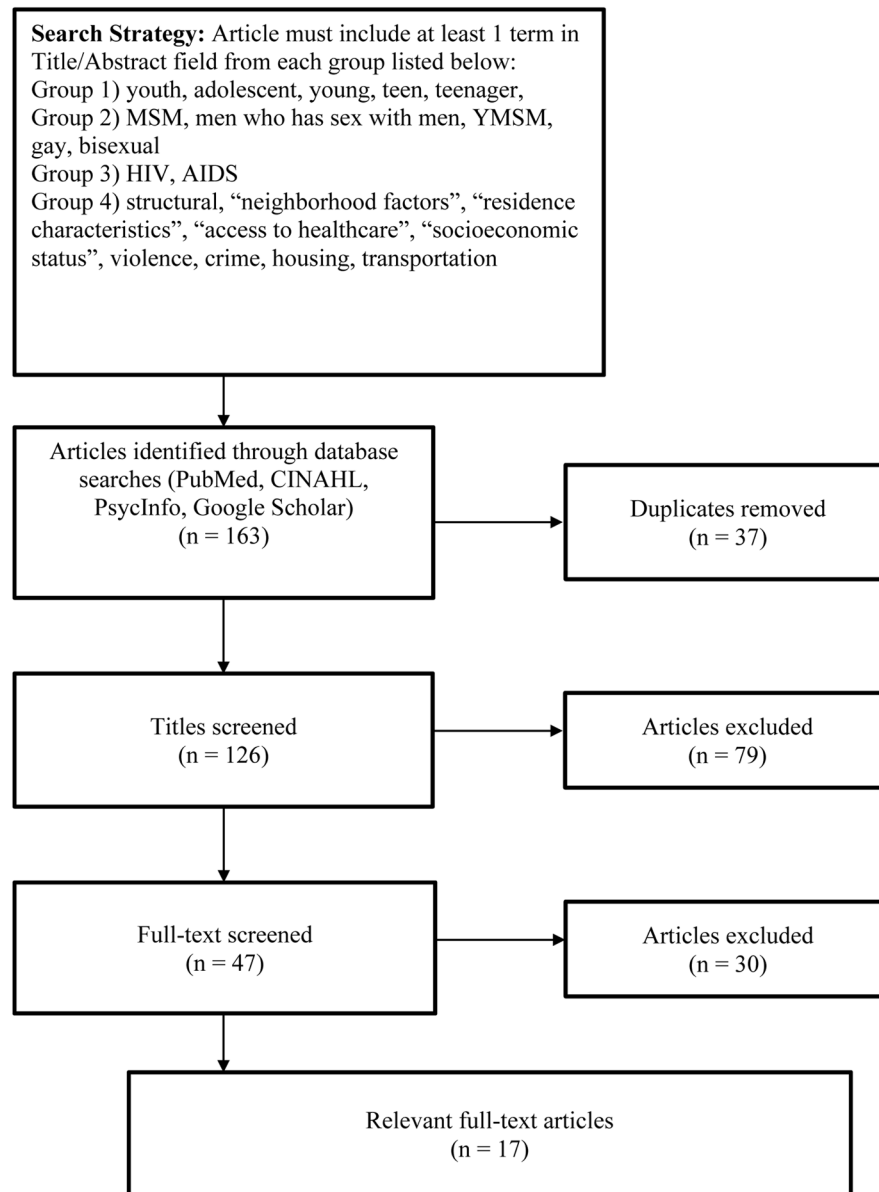 Search Strategy: Article must include at least 1 term in
Title/Abstract field from each group listed below:
Group 1) youth, adolescent, young, teen, teenager,
Group 2) MSM, men who has sex with men, YMSM,
gay, bisexual
Group 3) HIV, AIDS
Group 4) structural, “neighborhood factors”, “residence
characteristics”, “access to healthcare”, “socioeconomic
status”, violence, crime, housing, transportation
Articles identified through database
searches (PubMed, CINAHL,
PsycInfo, Google Scholar)
(n = 163)
Duplicates removed
(n = 37)
Titles screened
(n = 126)
Articles excluded
(n = 79)
Full-text screened
(n = 47)
Articles excluded
(n = 30)
Relevant full-text articles
(n = 17)